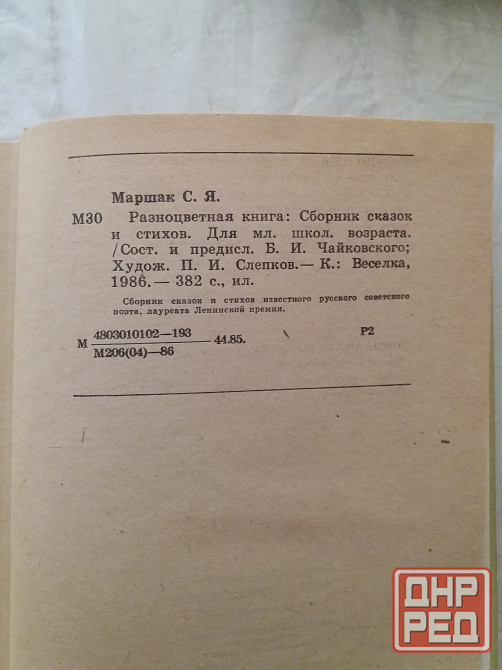 Маршак С. Я.
М30 Разноцветная книга: Сборник сказок
и стихов. Для мл. школ. возраста.
/Сост. и предисл. Б. И. Чайковского;
Худож. П. И. Слепков.— К.: Веселка,
1986.— 382 с., ил.
Сборник сказок и стихов известного русского советского
поэта, лауреата Ленинской премии.
М 4803010102—193
М206(04)—86
44.85. Р2
ДНР
РЕД